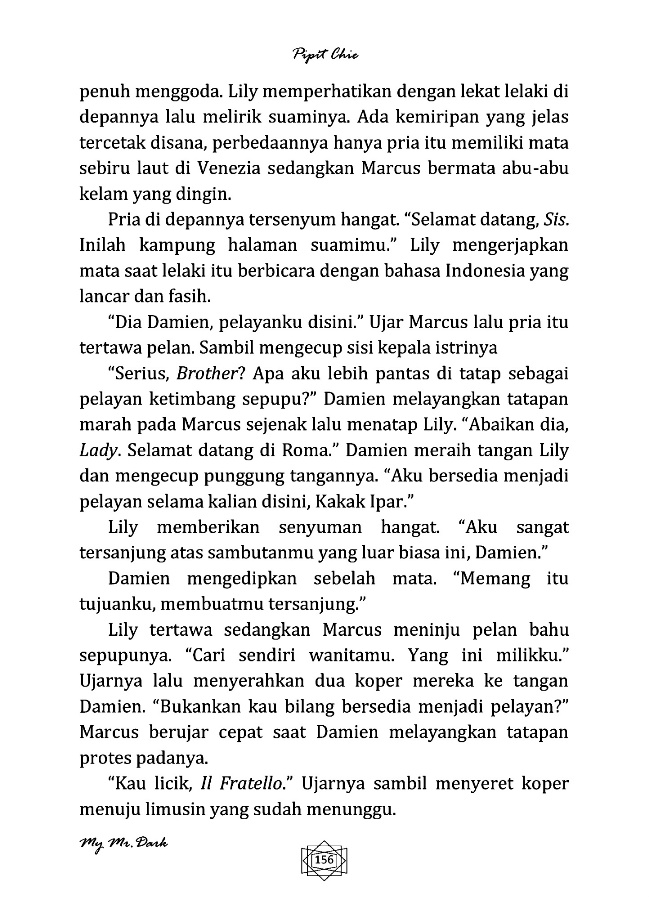 Pipit Chie
penuh menggoda. Lily memperhatikan dengan lekat lelaki di
depannya lalu melirik suaminya. Ada kemiripan yang jelas
tercetak disana, perbedaannya hanya pria itu memiliki mata
sebiru laut di Venezia sedangkan Marcus bermata abu-abu
kelam yang dingin.
Pria di depannya tersenyum hangat. “Selamat datang, Sis.
Inilah kampung halaman suamimu.” Lily mengerjapkan
mata saat lelaki itu berbicara dengan bahasa Indonesia yang
lancar dan fasih.
“Dia Damien, pelayanku disini.” Ujar Marcus lalu pria itu
tertawa pelan. Sambil mengecup sisi kepala istrinya
“Serius, Brother? Apa aku lebih pantas di tatap sebagai
pelayan ketimbang sepupu?” Damien melayangkan tatapan
marah pada Marcus sejenak lalu menatap Lily. “Abaikan dia,
Lady. Selamat datang di Roma.” Damien meraih tangan Lily
dan mengecup punggung tangannya. “Aku bersedia menjadi
pelayan selama kalian disini, Kakak Ipar.”
Lily memberikan senyuman hangat. “Aku sangat
tersanjung atas sambutanmu yang luar biasa ini, Damien.”
Damien mengedipkan sebelah mata. “Memang itu
tujuanku, membuatmu tersanjung.”
Lily tertawa sedangkan Marcus meninju pelan bahu
sepupunya. “Cari sendiri wanitamu. Yang ini milikku.”
Ujarnya lalu menyerahkan dua koper mereka ke tangan
Damien. “Bukankan kau bilang bersedia menjadi pelayan?”
Marcus berujar cepat saat Damien melayangkan tatapan
protes padanya.
“Kau licik, Il Fratello.” Ujarnya sambil menyeret koper
menuju limusin yang sudah menunggu.
My Mr. Dark
156